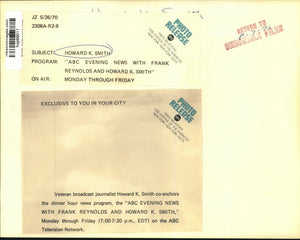 JZ 5/26/70
2308A-R2-9
PHOTO
RELEASE
RETURN TO
SUBJECT: HOWARD K. SMITH
PROGRAM: "ABC EVENING NEWS WITH FRANK
REYNOLDS AND HOWARD K. SMITH"
ON AIR: MONDAY THROUGH FRIDAY
EXCLUSIVE TO YOU IN YOUR CITY
PHOTO
RELEASE
Veteran broadcast journalist Howard K. Smith co-anchors
the dinner hour news program, the "ABC EVENING NEWS
WITH FRANK REYNOLDS AND HOWARD K. SMITH,"
Monday through Friday (7:00-7:30 p.m., EDT) on the ABC
Television Network.